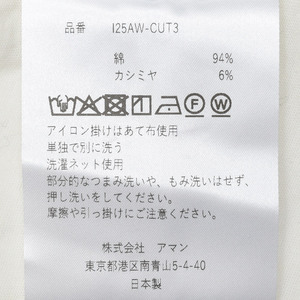 品番 I25AW-CUT3
綿 94%
カシミヤ 6%
F W
アイロン掛けはあて布使用
単独で別に洗う
洗濯ネット使用
部分的なつまみ洗いや、もみ洗いはせず、
押し洗いをしてください。
摩擦や引っ掛けにご注意ください。
株式会社 アマン
東京都港区南青山5-4-40
日本製